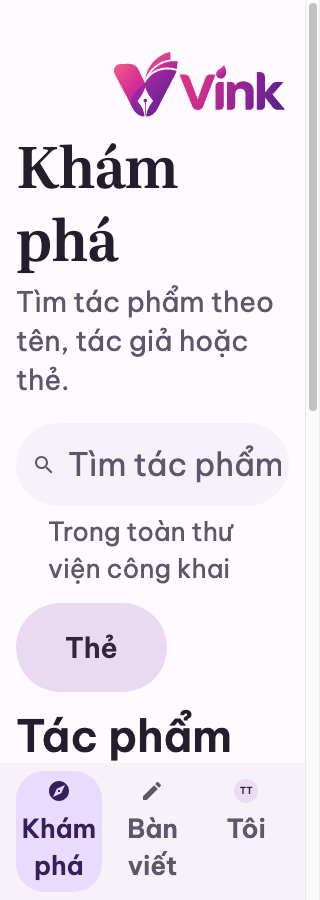 Vink
Khám
phá
Tìm tác phẩm theo
tên, tác giả hoặc
thẻ.
Tìm tác phẩm
Trong toàn thư
viện công khai
Thẻ
Tác phẩm
Khám
phá
Bàn
viết
TT
Tôi